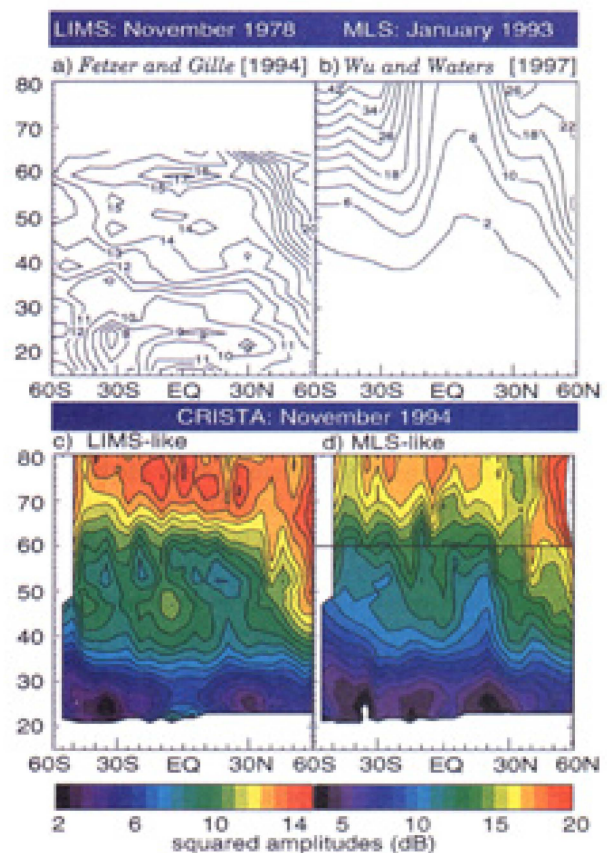 LIMS: November 1978 MLS: January 1993
a) Fetzer and Gille [1994] b) Wu and Waters [1997]
80
70
60
50
40
30
20
60S 30S EQ 30N 60S 30S EQ 30N 60N
CRISTA: November 1994
c) LIMS-like d) MLS-like
80
70
60
50
40
30
20
60S 30S EQ 30N 60S 30S EQ 30N 60N
2 6 10 14 5 10 15 20
squared amplitudes (dB)